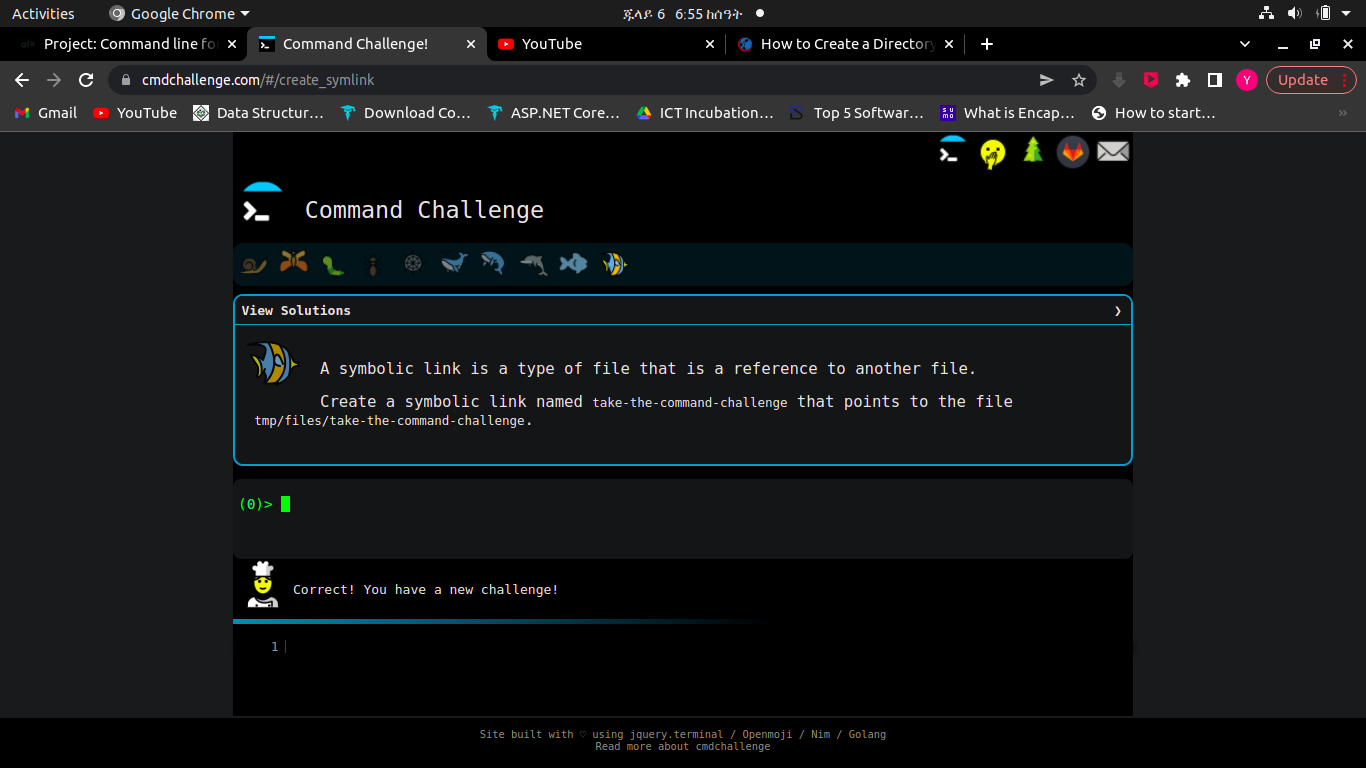 Activities Google Chrome ጁላይ 6 6:55 ከሰዓት
Project: Command line fo Command Challenge! YouTube How to Create a Directory
cmdchallenge.com/#/create_symlink Y Update
Gmail YouTube Data Structur… Download Co… ASP.NET Core… ICT Incubation… Top 5 Softwar… What is Encap… How to start… »
Command Challenge
View Solutions ❯
A symbolic link is a type of file that is a reference to another file.
Create a symbolic link named take-the-command-challenge that points to the file
tmp/files/take-the-command-challenge.
(0)>
Correct! You have a new challenge!
1
Site built with ♡ using jquery.terminal / Openmoji / Nim / Golang
Read more about cmdchallenge